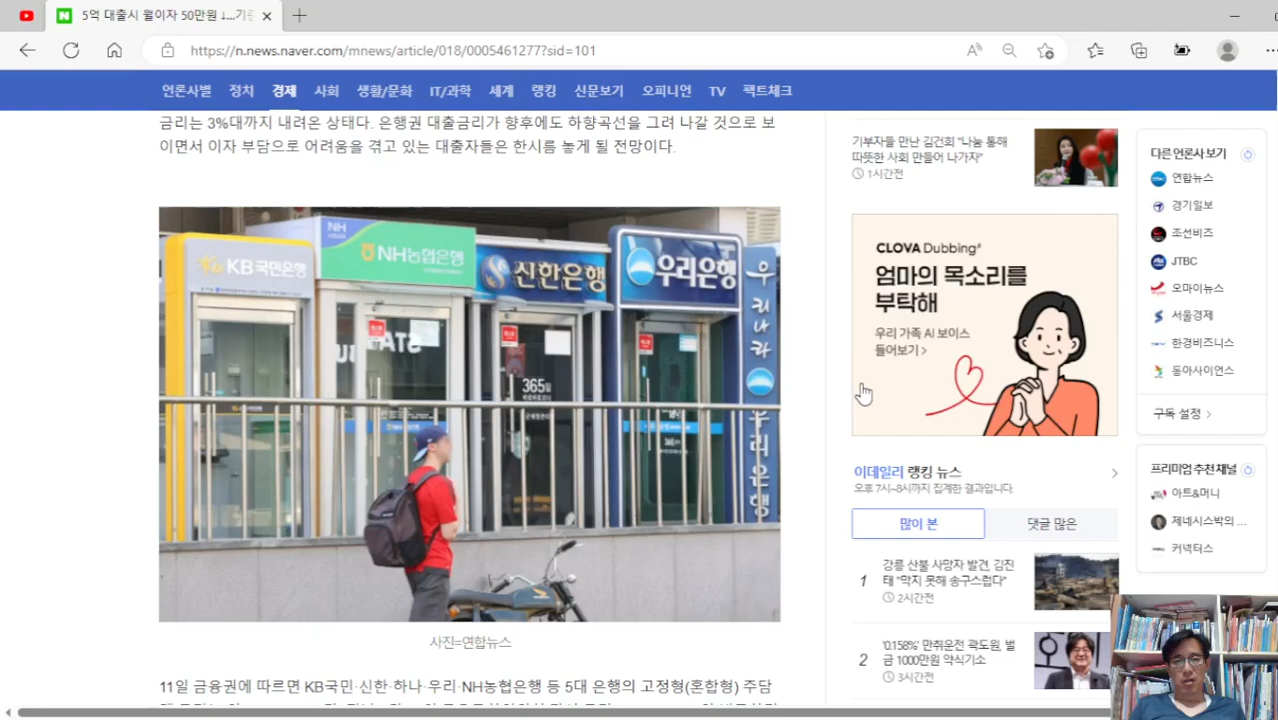 5억 대출시 월이자 50만원 ↓...기준
https://n.news.naver.com/mnews/article/018/0005461277?sid=101
언론사별 정치 경제 사회 생활/문화 IT/과학 세계 랭킹 신문보기 오피니언 TV 팩트체크
금리는 3%대까지 내려온 상태다. 은행권 대출금리가 향후에도 하향곡선을 그려 나갈 것으로 보
이면서 이자 부담으로 어려움을 겪고 있는 대출자들은 한시름 놓게 될 전망이다.
KB국민은행
NH
NH농협은행
신한은행
우리은행
우리나라 우리은행
365일
사진=연합뉴스
11일 금융권에 따르면 KB국민·신한·하나·우리·NH농협은행 등 5대 은행의 고정형(혼합형) 주담
기부자들 만난 김건희 "나눔 통해
따뜻한 사회 만들어 나가자"
1시간전
CLOVA Dubbing
엄마의 목소리를
부탁해
우리 가족 AI 보이스
들어보기 >
이데일리 랭킹 뉴스
오후 7시~8시까지 집계한 결과입니다.
많이 본 댓글 많은
1 강릉 산불 사망자 발견, 김진
태 "막지 못해 송구스럽다"
2시간전
2 '0.158%' 만취운전 곽도원, 벌
금 1000만원 약식기소
3시간전
다른 언론사 보기
연합뉴스
경기일보
조선비즈
JTBC
오마이뉴스
서울경제
한경비즈니스
동아사이언스
구독 설정 >
프리미엄 추천 채널
아트&머니
제네시스박의 ...
커넥터스